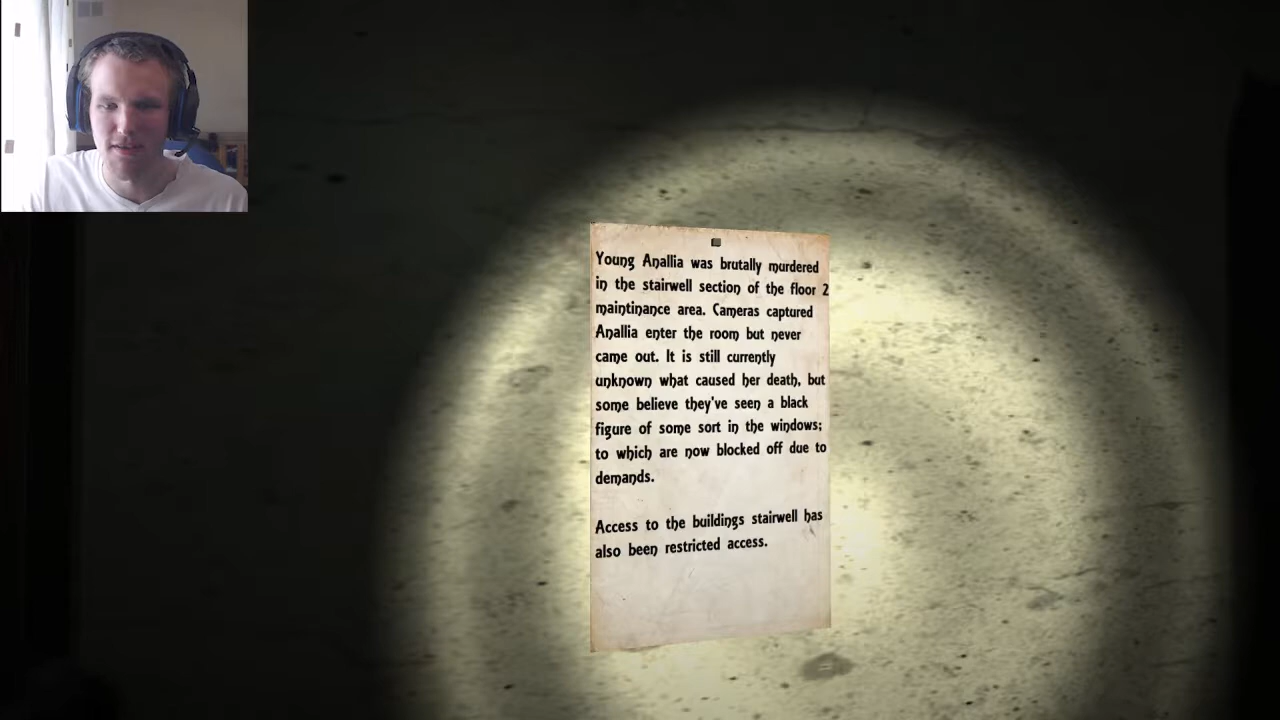 Young Anallia was brutally murdered
in the stairwell section of the floor 2
maintinance area. Cameras captured
Anallia enter the room but never
came out. It is still currently
unknown what caused her death, but
some believe they've seen a black
figure of some sort in the windows;
to which are now blocked off due to
demands.
Access to the buildings stairwell has
also been restricted access.